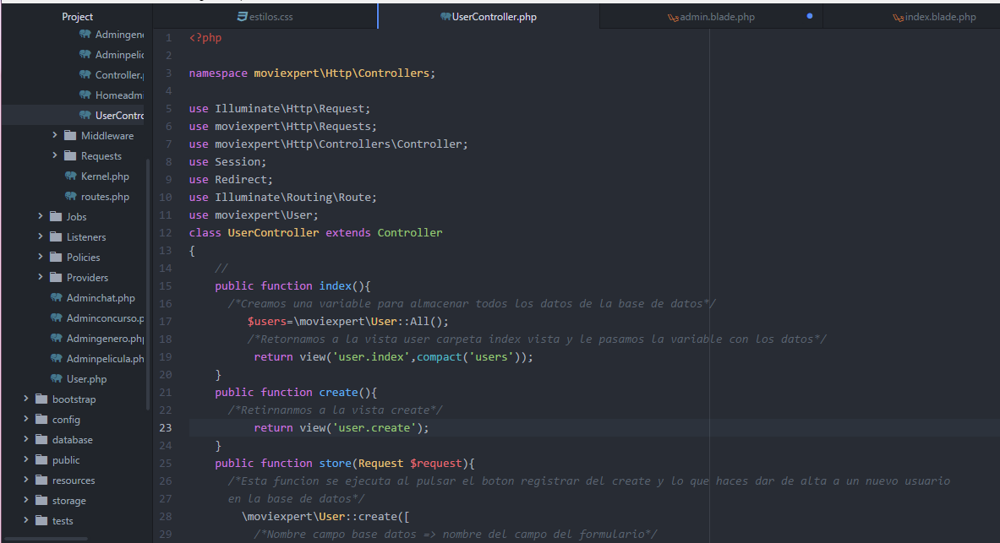 Project
estilos.css
UserController.php
admin.blade.php
index.blade.php
Admingene
Adminpelic
Controller.p
Homeadm
UserContro
Middleware
Requests
Kernel.php
routes.php
Jobs
Listeners
Policies
Providers
Adminchat.php
Adminconcurso.p
Admingenero.php
Adminpelicula.ph
User.php
bootstrap
config
database
public
resources
storage
tests
1 <?php
2
3 namespace moviexpert\Http\Controllers;
4
5 use Illuminate\Http\Request;
6 use moviexpert\Http\Requests;
7 use moviexpert\Http\Controllers\Controller;
8 use Session;
9 use Redirect;
10 use Illuminate\Routing\Route;
11 use moviexpert\User;
12 class UserController extends Controller
13 {
14 //
15 public function index(){
16 /*Creamos una variable para almacenar todos los datos de la base de datos*/
17 $users=\moviexpert\User::All();
18 /*Retornamos a la vista user carpeta index vista y le pasamos la variable con los datos*/
19 return view('user.index',compact('users'));
20 }
21 public function create(){
22 /*Retirnanmos a la vista create*/
23 return view('user.create');
24 }
25 public function store(Request $request){
26 /*Esta funcion se ejecuta al pulsar el boton registrar del create y lo que haces dar de alta a un nuevo usuario
27 en la base de datos*/
28 \moviexpert\User::create([
29 /*Nombre campo base datos => nombre del campo del formulario*/